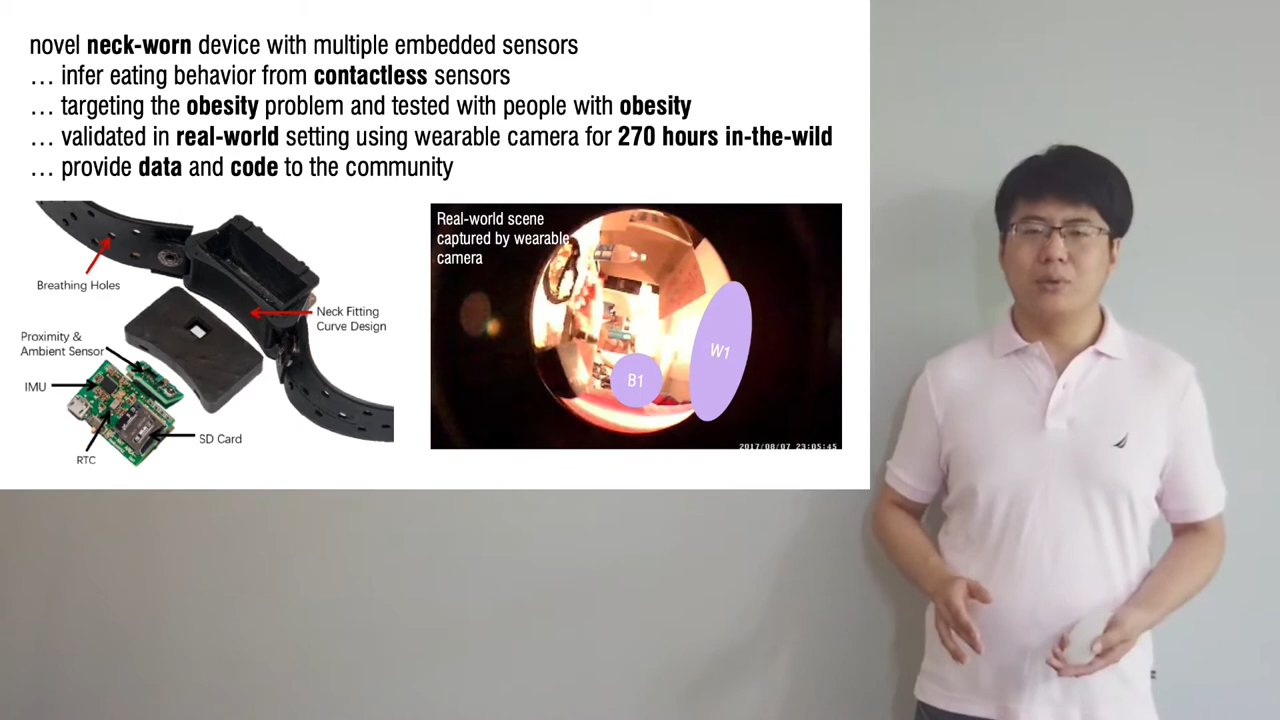 novel neck-worn device with multiple embedded sensors
… infer eating behavior from contactless sensors
… targeting the obesity problem and tested with people with obesity
… validated in real-world setting using wearable camera for 270 hours in-the-wild
… provide data and code to the community
Breathing Holes
Neck Fitting
Curve Design
Proximity &
Ambient Sensor
IMU
SD Card
RTC
Real-world scene
captured by wearable
camera
B1
W1
2017/08/07 23:05:45